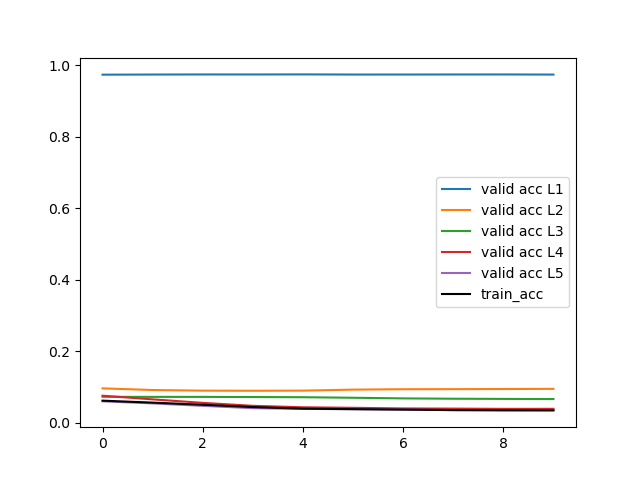 1.0
0.8
0.6
0.4
0.2
0.0
0 2 4 6 8
valid acc L1
valid acc L2
valid acc L3
valid acc L4
valid acc L5
train_acc